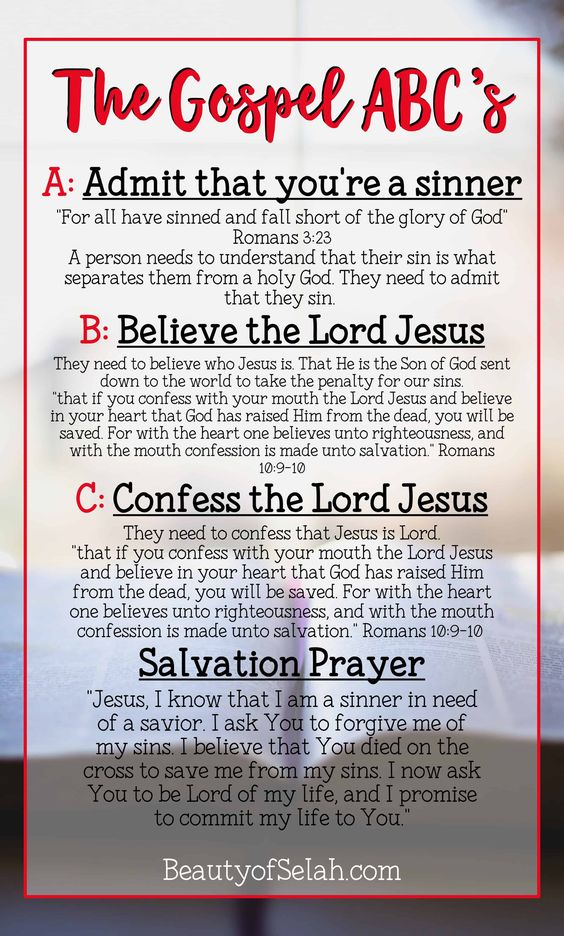 The Gospel ABC's
A: Admit that you're a sinner
"For all have sinned and fall short of the glory of God"
Romans 3:23
A person needs to understand that their sin is what
separates them from a holy God. They need to admit
that they sin.
B: Believe the Lord Jesus
They need to believe who Jesus is. That He is the Son of God sent
down to the world to take the penalty for our sins.
"that if you confess with your mouth the Lord Jesus and believe
in your heart that God has raised Him from the dead, you will be
saved. For with the heart one believes unto righteousness, and
with the mouth confession is made unto salvation." Romans
10:9-10
C: Confess the Lord Jesus
They need to confess that Jesus is Lord.
"that if you confess with your mouth the Lord Jesus
and believe in your heart that God has raised Him
from the dead, you will be saved. For with the heart
one believes unto righteousness, and with the mouth
confession is made unto salvation." Romans 10:9-10
Salvation Prayer
"Jesus, I know that I am a sinner in need
of a savior. I ask You to forgive me of
my sins. I believe that You died on the
cross to save me from my sins. I now ask
You to be Lord of my life, and I promise
to commit my life to You."
BeautyofSelah.com